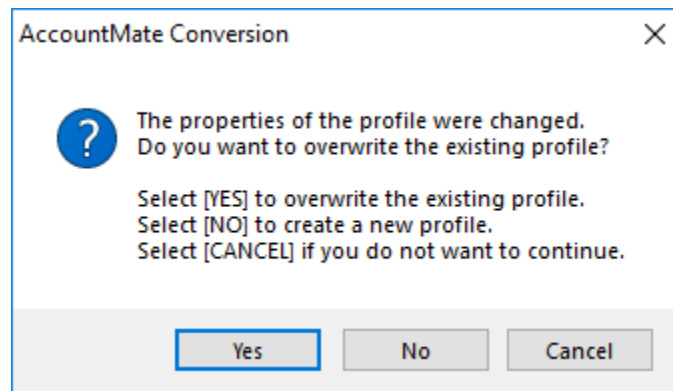 AccountMate Conversion
The properties of the profile were changed.
Do you want to overwrite the existing profile?
Select [YES] to overwrite the existing profile.
Select [NO] to create a new profile.
Select [CANCEL] if you do not want to continue.
Yes
No
Cancel